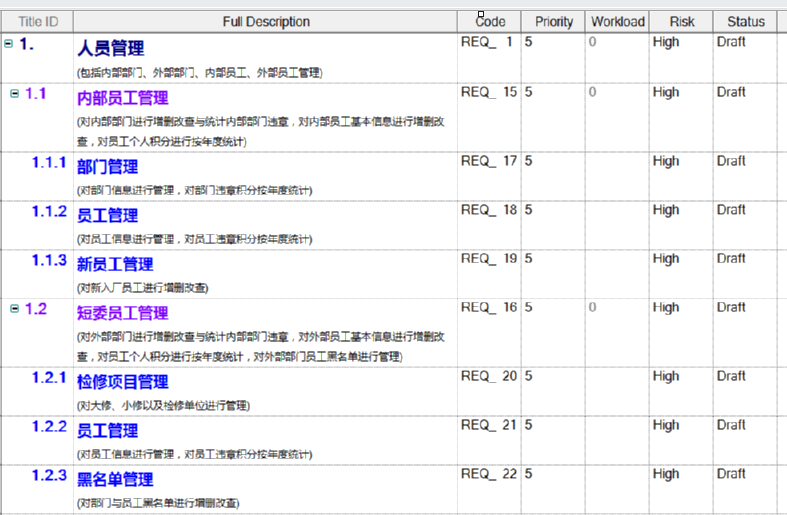 Title ID Full Description Code Priority Workload Risk Status
1. 人员管理 REQ_ 1 5 0 High Draft
(包括内部部门、外部部门、内部员工、外部员工管理)
1.1 内部员工管理 REQ_ 15 5 0 High Draft
(对内部部门进行增删改查与统计内部部门违章，对内部员工基本信息进行增删改
查，对员工个人积分进行按年度统计)
1.1.1 部门管理 REQ_ 17 5 High Draft
(对部门信息进行管理，对部门违章积分按年度统计)
1.1.2 员工管理 REQ_ 18 5 High Draft
(对员工信息进行管理，对员工违章积分按年度统计)
1.1.3 新员工管理 REQ_ 19 5 High Draft
(对新入厂员工进行增删改查)
1.2 短委员工管理 REQ_ 16 5 0 High Draft
(对外部部门进行增删改查与统计内部部门违章，对外部员工基本信息进行增删改
查，对员工个人积分进行按年度统计，对外部部门员工黑名单进行管理)
1.2.1 检修项目管理 REQ_ 20 5 High Draft
(对大修、小修以及检修单位进行管理)
1.2.2 员工管理 REQ_ 21 5 High Draft
(对员工信息进行管理，对员工违章积分按年度统计)
1.2.3 黑名单管理 REQ_ 22 5 High Draft
(对部门与员工黑名单进行增删改查)